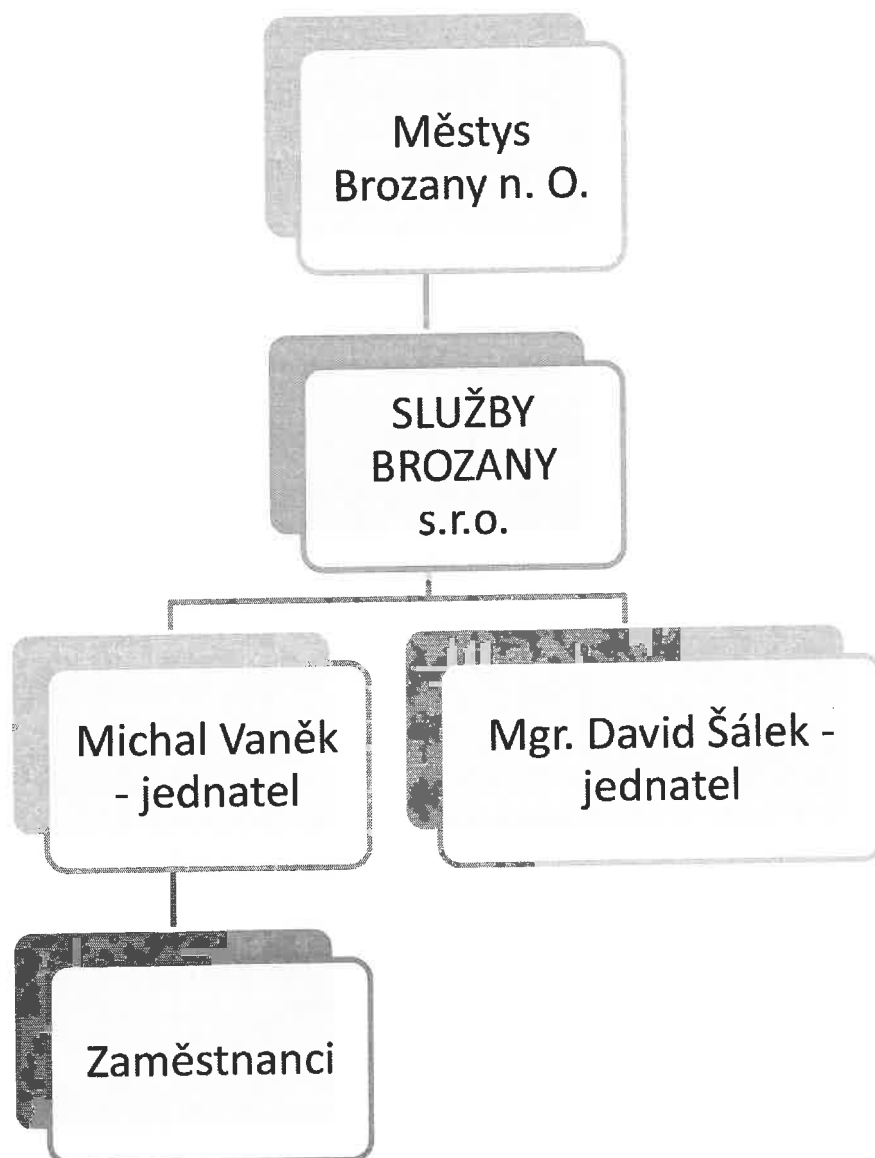 Městys
Brozany n. O.
SLUŽBY
BROZANY
s.r.o.
Michal Vaněk
- jednatel
Mgr. David Šálek -
jednatel
Zaměstnanci